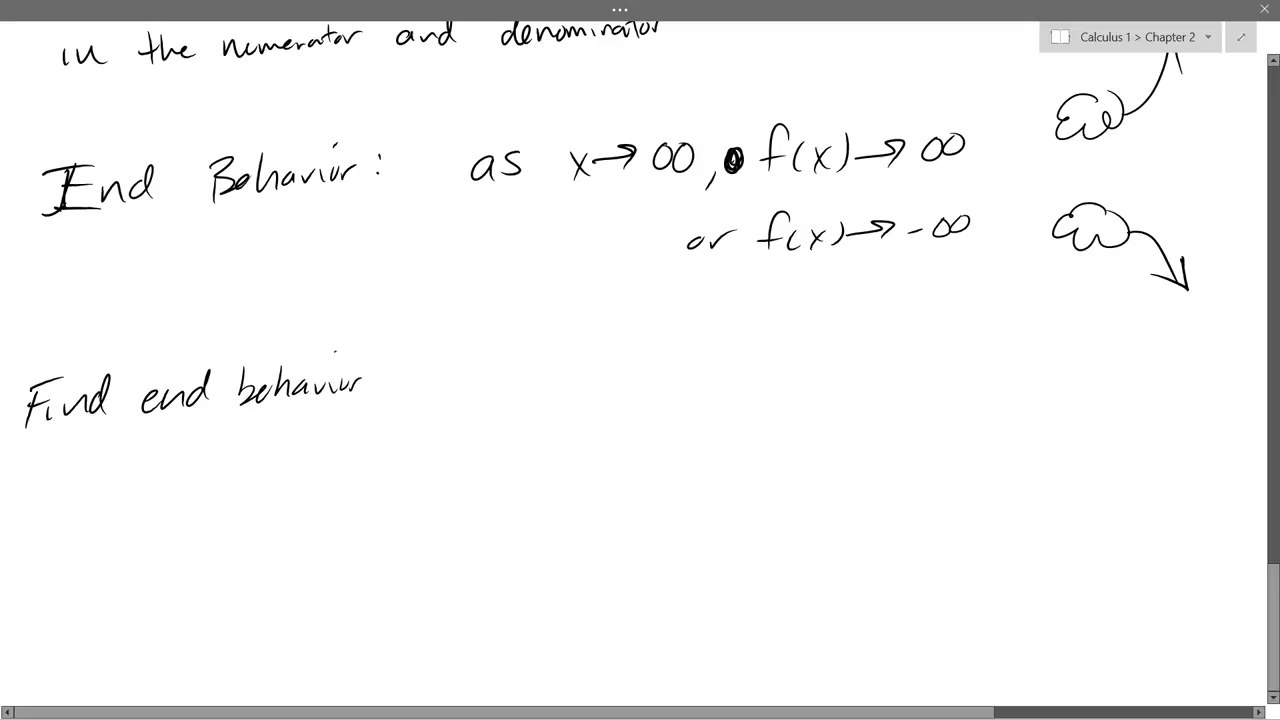 Calculus 1 > Chapter 2
in the numerator and denominator
End Behavior: as x→∞, f(x)→∞
or f(x)→-∞
Find end behavior